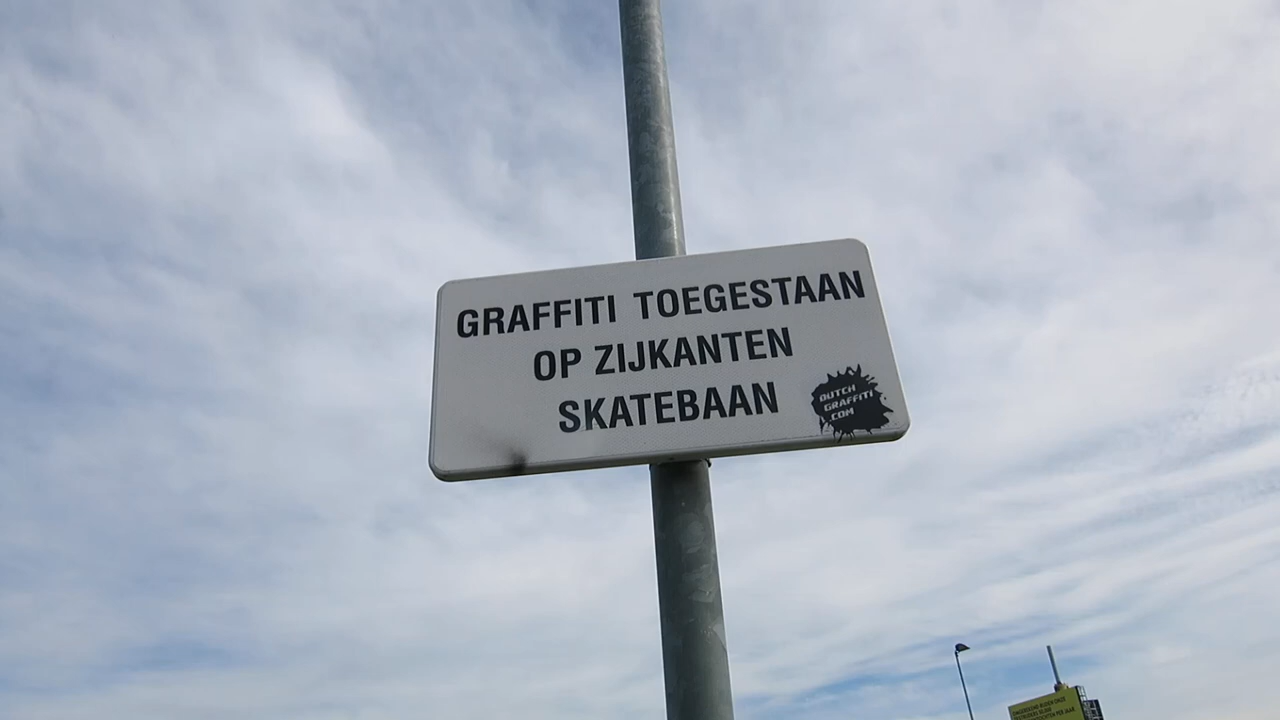 GRAFFITI TOEGESTAAN
OP ZIJKANTEN
SKATEBAAN
DUTCH
GRAFFITI
.COM